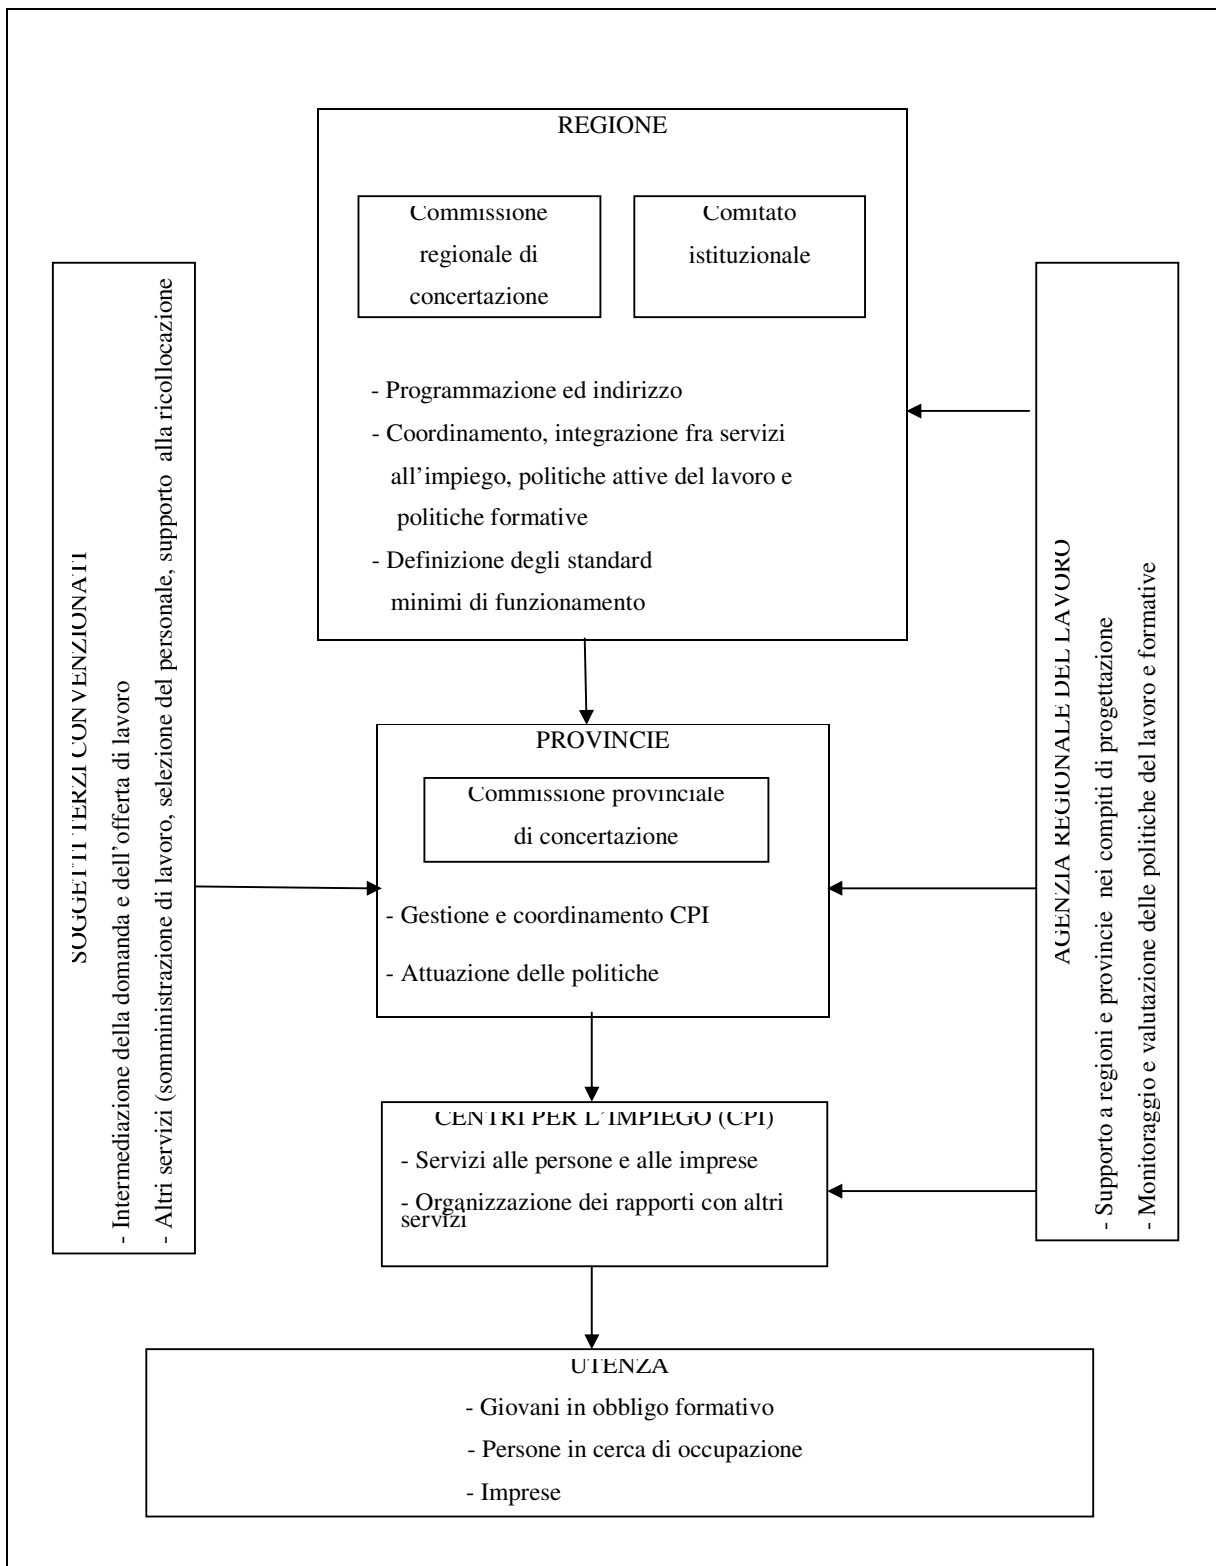 REGIONE
Commissione
regionale di
concertazione
Comitato
istituzionale
- Programmazione ed indirizzo
- Coordinamento, integrazione fra servizi
all'impiego, politiche attive del lavoro e
politiche formative
- Definizione degli standard
minimi di funzionamento
SOGGETTI TERZI CONVENZIONATI
- Intermediazione della domanda e dell'offerta di lavoro
- Altri servizi (somministrazione di lavoro, selezione del personale, supporto alla ricollocazione
AGENZIA REGIONALE DEL LAVORO
- Supporto a regioni e provincie nei compiti di progettazione
- Monitoraggio e valutazione delle politiche del lavoro e formative
PROVINCIE
Commissione provinciale
di concertazione
- Gestione e coordinamento CPI
- Attuazione delle politiche
CENTRI PER L'IMPIEGO (CPI)
- Servizi alle persone e alle imprese
- Organizzazione dei rapporti con altri
servizi
UTENZA
- Giovani in obbligo formativo
- Persone in cerca di occupazione
- Imprese